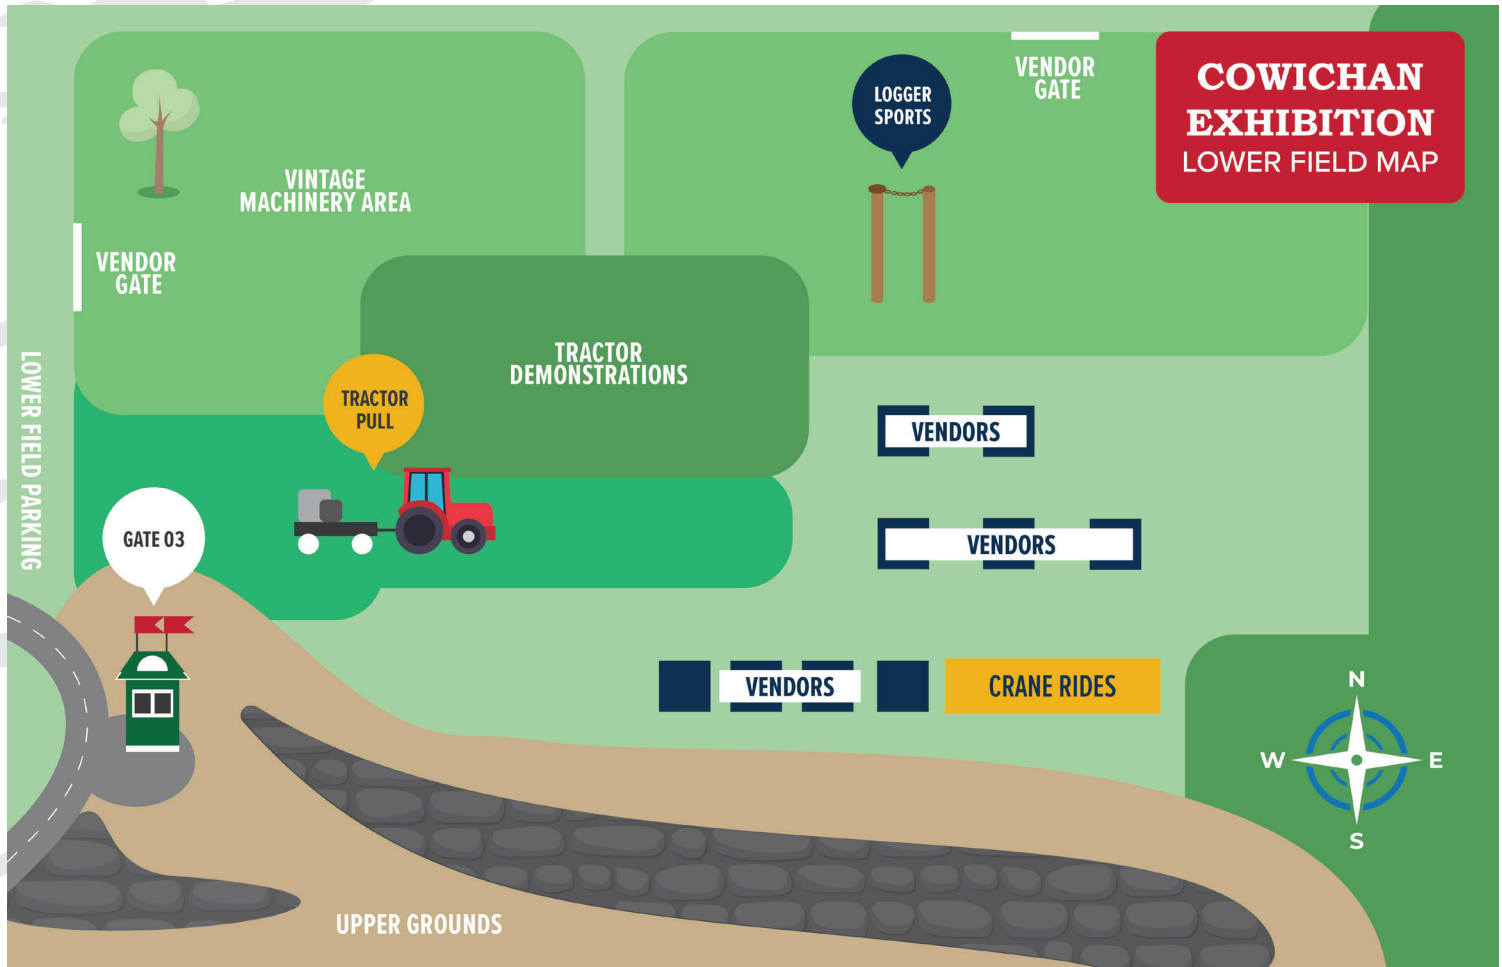 COWICHAN
EXHIBITION
LOWER FIELD MAP
VENDOR
GATE
LOGGER
SPORTS
VINTAGE
MACHINERY AREA
VENDOR
GATE
TRACTOR
DEMONSTRATIONS
TRACTOR
PULL
LOWER FIELD PARKING
VENDORS
GATE 03
VENDORS
VENDORS
CRANE RIDES
N
W
E
S
UPPER GROUNDS